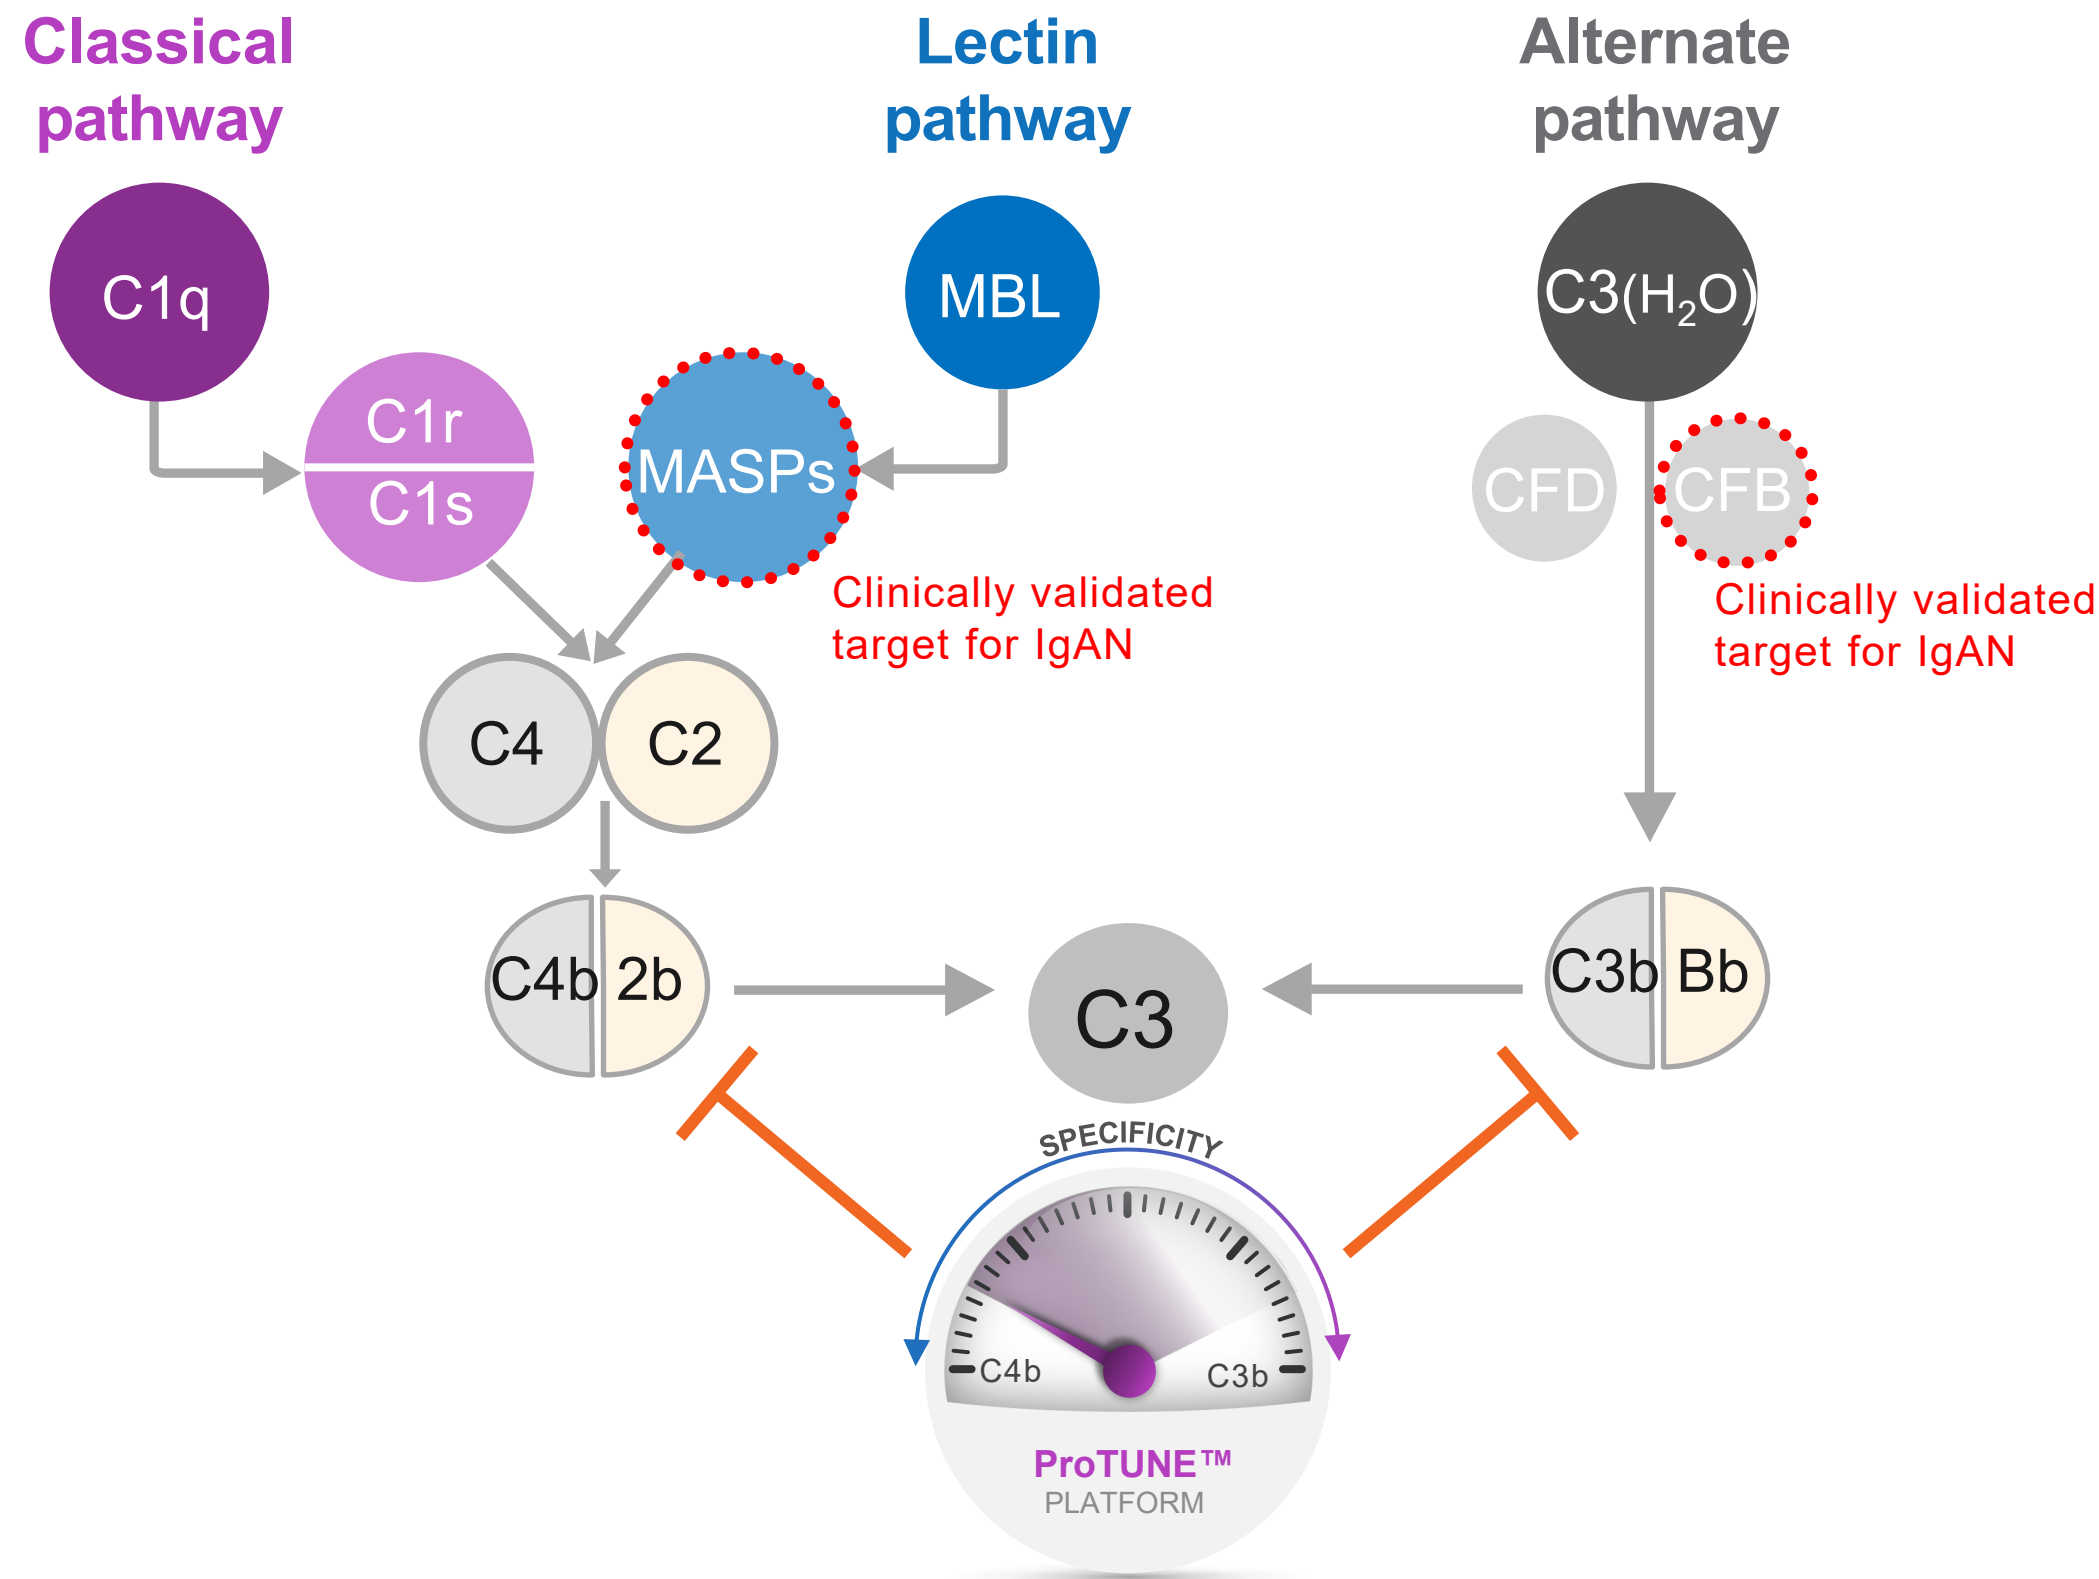 Classical
pathway
Lectin
pathway
Alternate
pathway
C1q
MBL
C3(H₂O)
C1r
C1s
MASPs
CFD
CFB
Clinically validated
target for IgAN
Clinically validated
target for IgAN
C4
C2
C4b
2b
C3
C3b
Bb
SPECIFICITY
C4b
C3b
ProTUNE™
PLATFORM